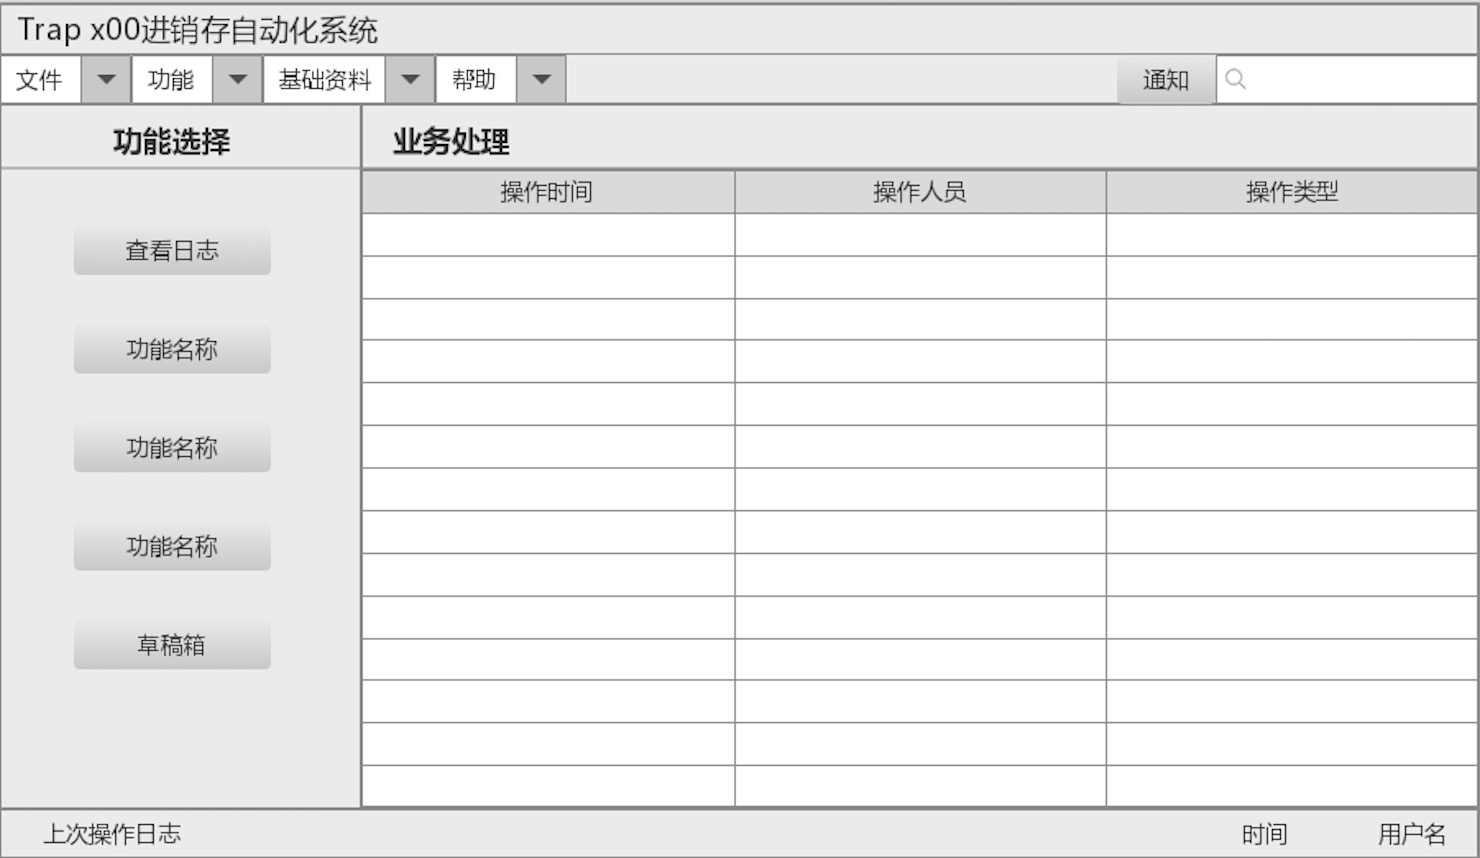 Trap x00进销存自动化系统
文件 功能 基础资料 帮助 通知
功能选择 业务处理
操作时间 操作人员 操作类型
查看日志
功能名称
功能名称
功能名称
草稿箱
上次操作日志 时间 用户名